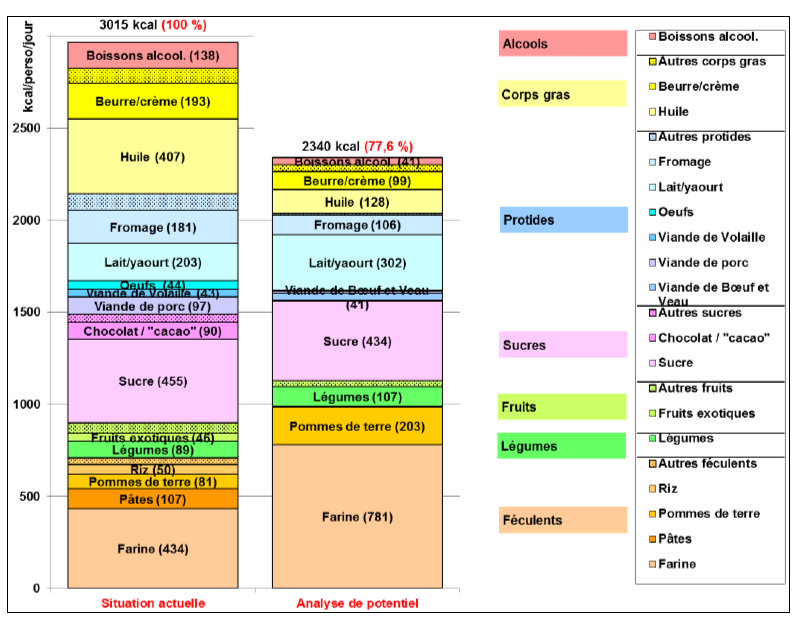 3015 kcal (100 %)
kcal/perso/jour
2500
2000
1500
1000
500
0
Boissons alcool. (138)
Beurre/crème (193)
Huile (407)
Fromage (181)
Lait/yaourt (203)
Oeufs (44)
Viande de Volaille (43)
Viande de porc (97)
Chocolat / "cacao" (90)
Sucre (455)
Fruits exotiques (46)
Légumes (89)
Riz (50)
Pommes de terre (81)
Pâtes (107)
Farine (434)
Situation actuelle
2340 kcal (77,6 %)
Boissons alcool. (41)
Beurre/crème (99)
Huile (128)
Fromage (106)
Lait/yaourt (302)
Viande de Bœuf et Veau
(41)
Sucre (434)
Légumes (107)
Pommes de terre (203)
Farine (781)
Analyse de potentiel
Alcools
Corps gras
Protides
Sucres
Fruits
Légumes
Féculents
Boissons alcool.
Autres corps gras
Beurre/crème
Huile
Autres protides
Fromage
Lait/yaourt
Oeufs
Viande de Volaille
Viande de porc
Viande de Bœuf et
Veau
Autres sucres
Chocolat / "cacao"
Sucre
Autres fruits
Fruits exotiques
Légumes
Autres féculents
Riz
Pommes de terre
Pâtes
Farine